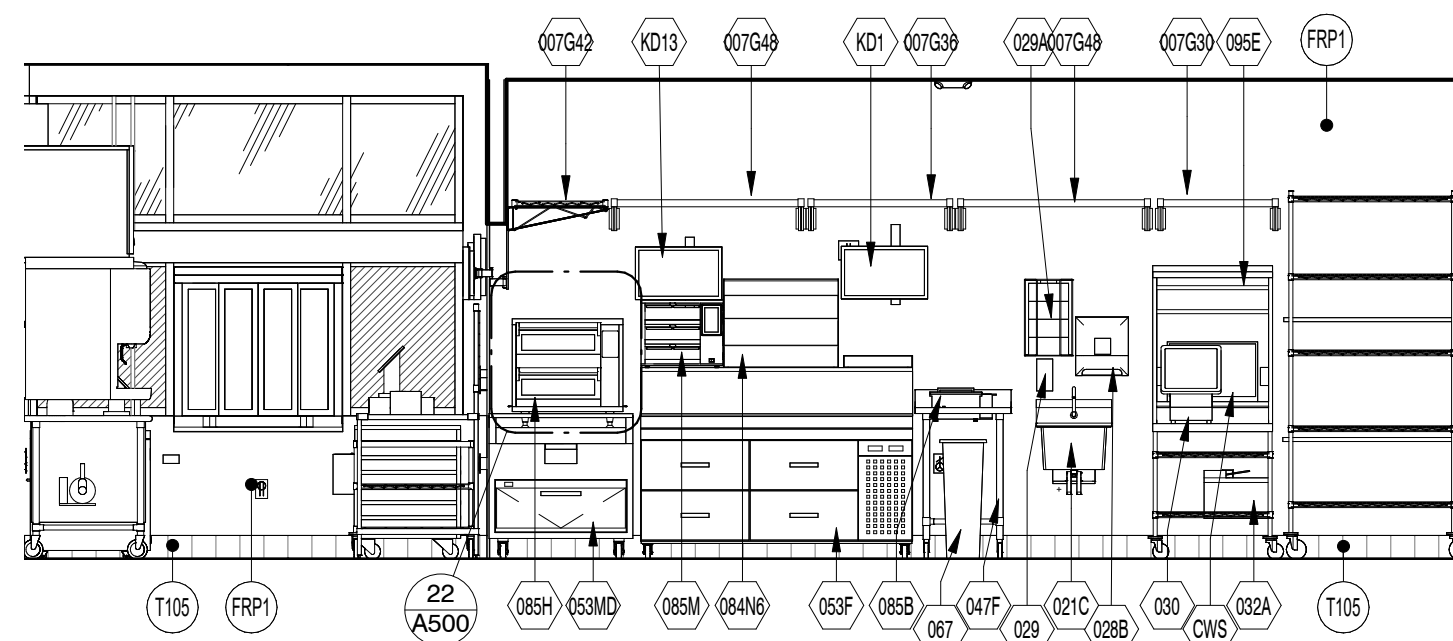 007G42
KD13
007G48
KD1
007G36
029A
007G48
007G30
095E
FRP1
T105
FRP1
22
A500
085H
053MD
085M
084N6
053F
085B
067
047F
029
021C
028B
030
CWS
032A
T105